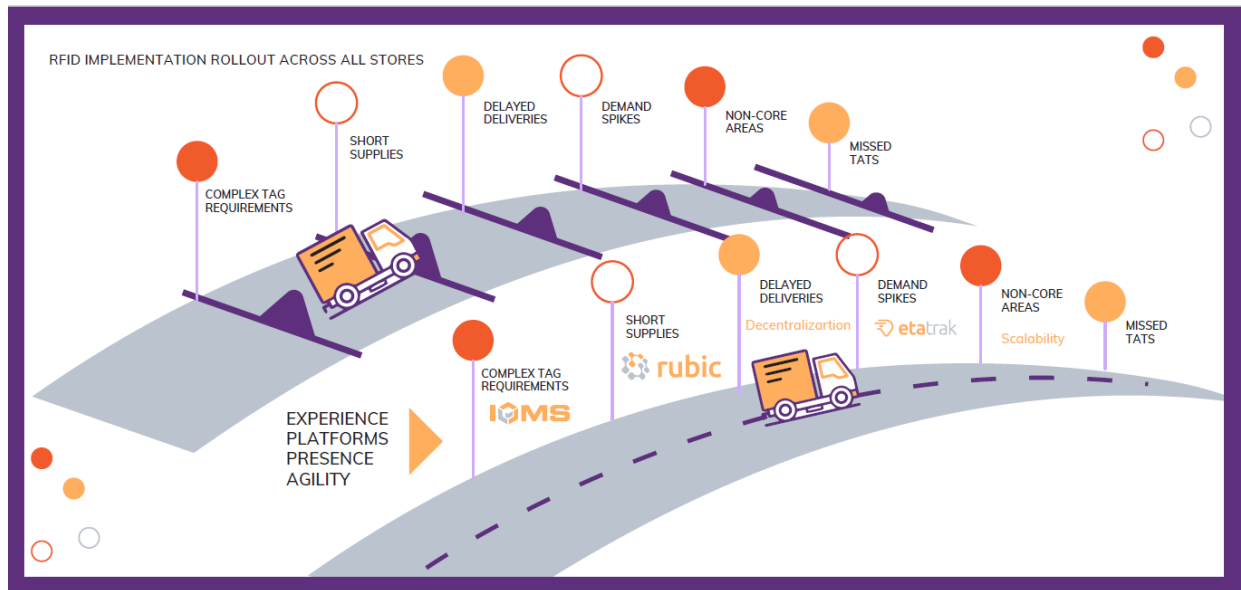 RFID IMPLEMENTATION ROLLOUT ACROSS ALL STORES
COMPLEX TAG
REQUIREMENTS
SHORT
SUPPLIES
DELAYED
DELIVERIES
DEMAND
SPIKES
NON-CORE
AREAS
MISSED
TATS
EXPERIENCE
PLATFORMS
PRESENCE
AGILITY
COMPLEX TAG
REQUIREMENTS
IOMS
SHORT
SUPPLIES
rubic
DELAYED
DELIVERIES
Decentralizartion
DEMAND
SPIKES
etatrak
NON-CORE
AREAS
Scalability
MISSED
TATS